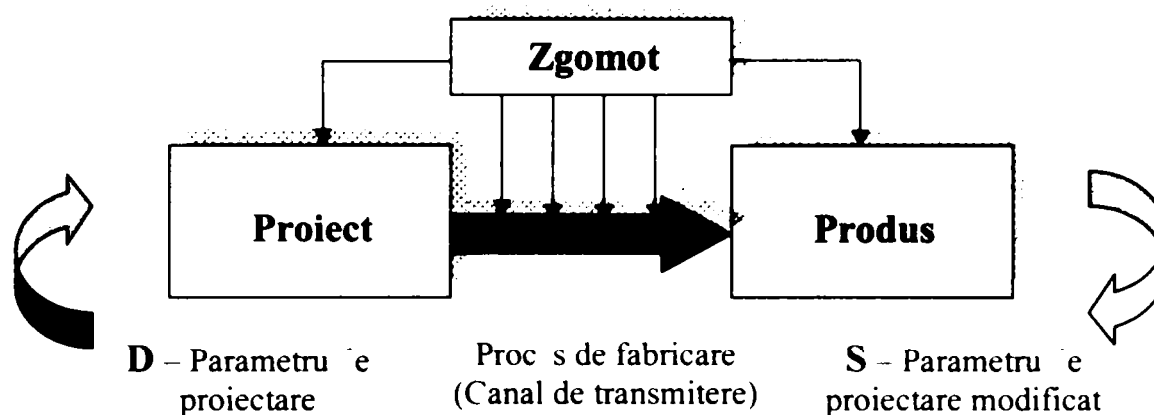 Zgomot
Proiect
Produs
D – Parametru e
proiectare
Proc s de fabricare
(Canal de transmitere)
S – Parametru e
proiectare modificat